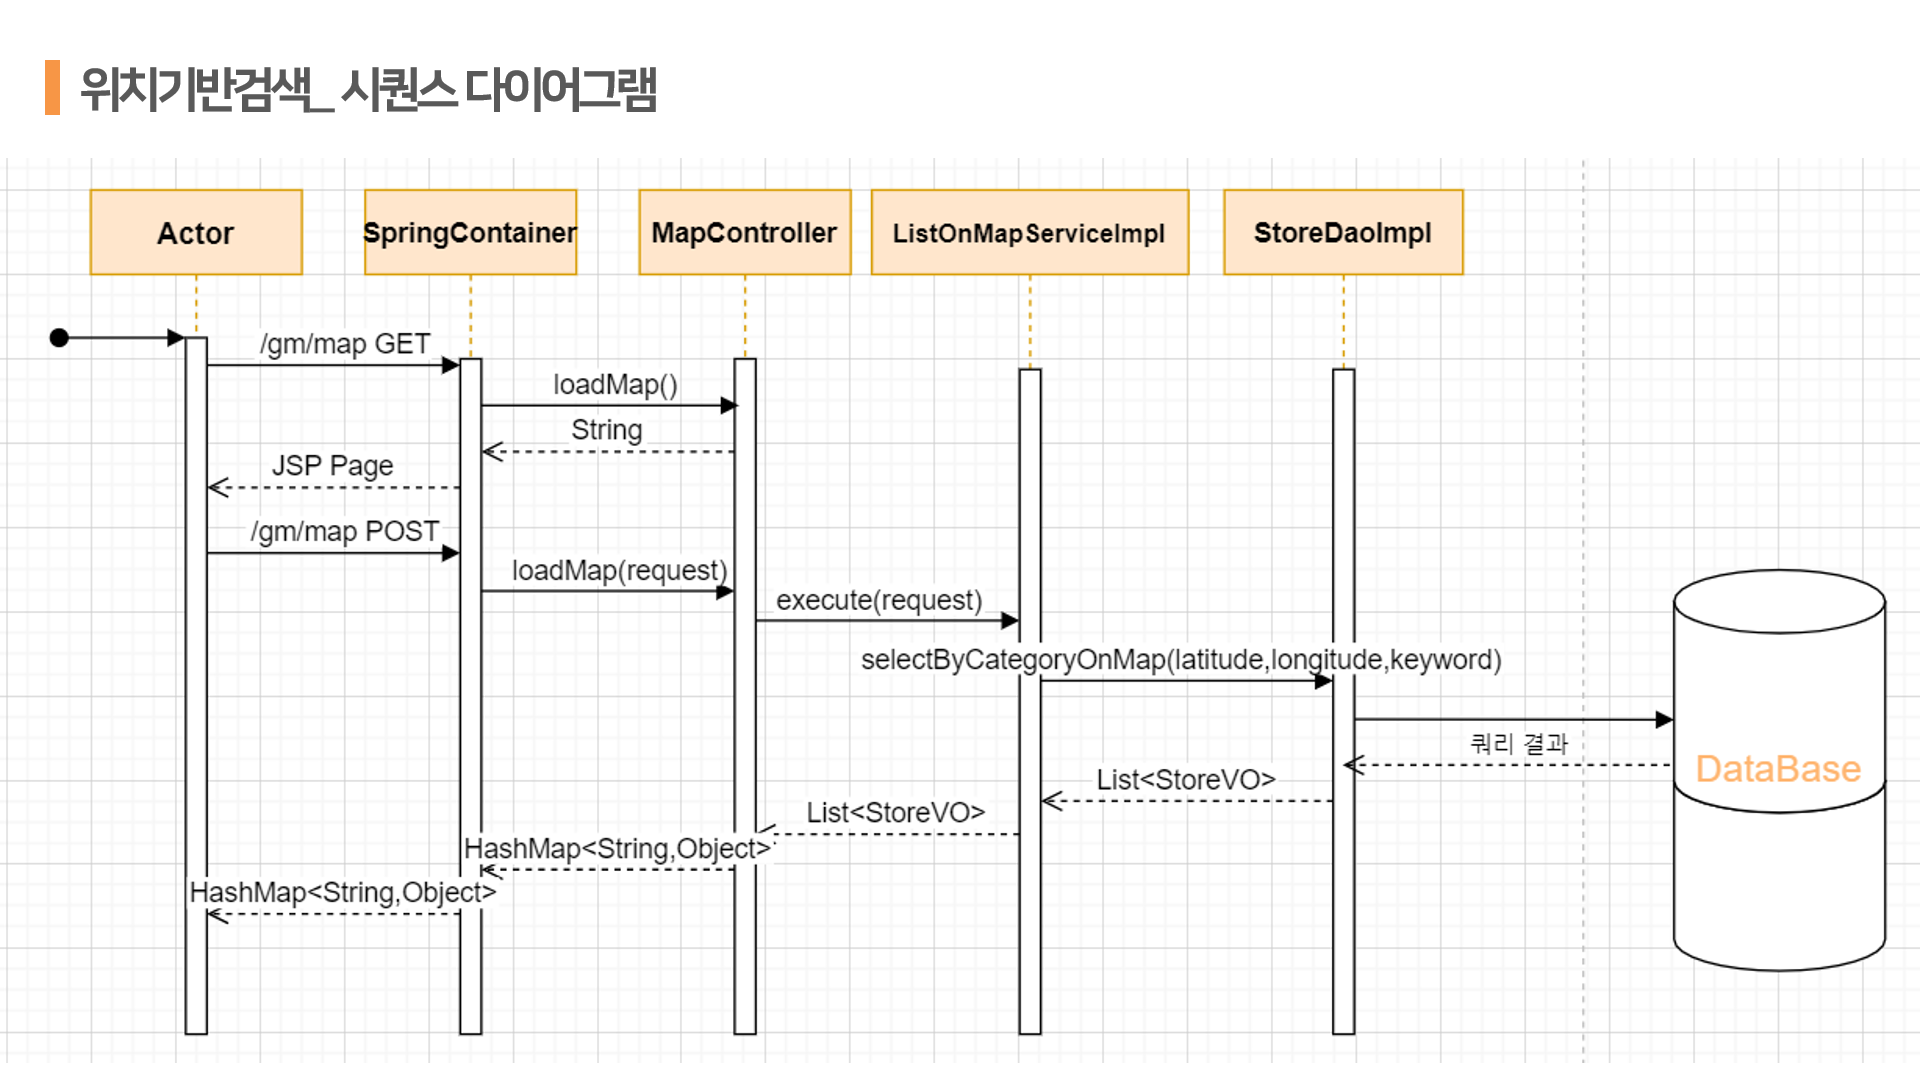 위치기반검색_ 시퀀스 다이어그램
Actor
SpringContainer
MapController
ListOnMapServiceImpl
StoreDaoImpl
/gm/map GET
loadMap()
String
JSP Page
/gm/map POST
loadMap(request)
execute(request)
selectByCategoryOnMap(latitude,longitude,keyword)
쿼리 결과
DataBase
List<StoreVO>
List<StoreVO>
HashMap<String,Object>
HashMap<String,Object>